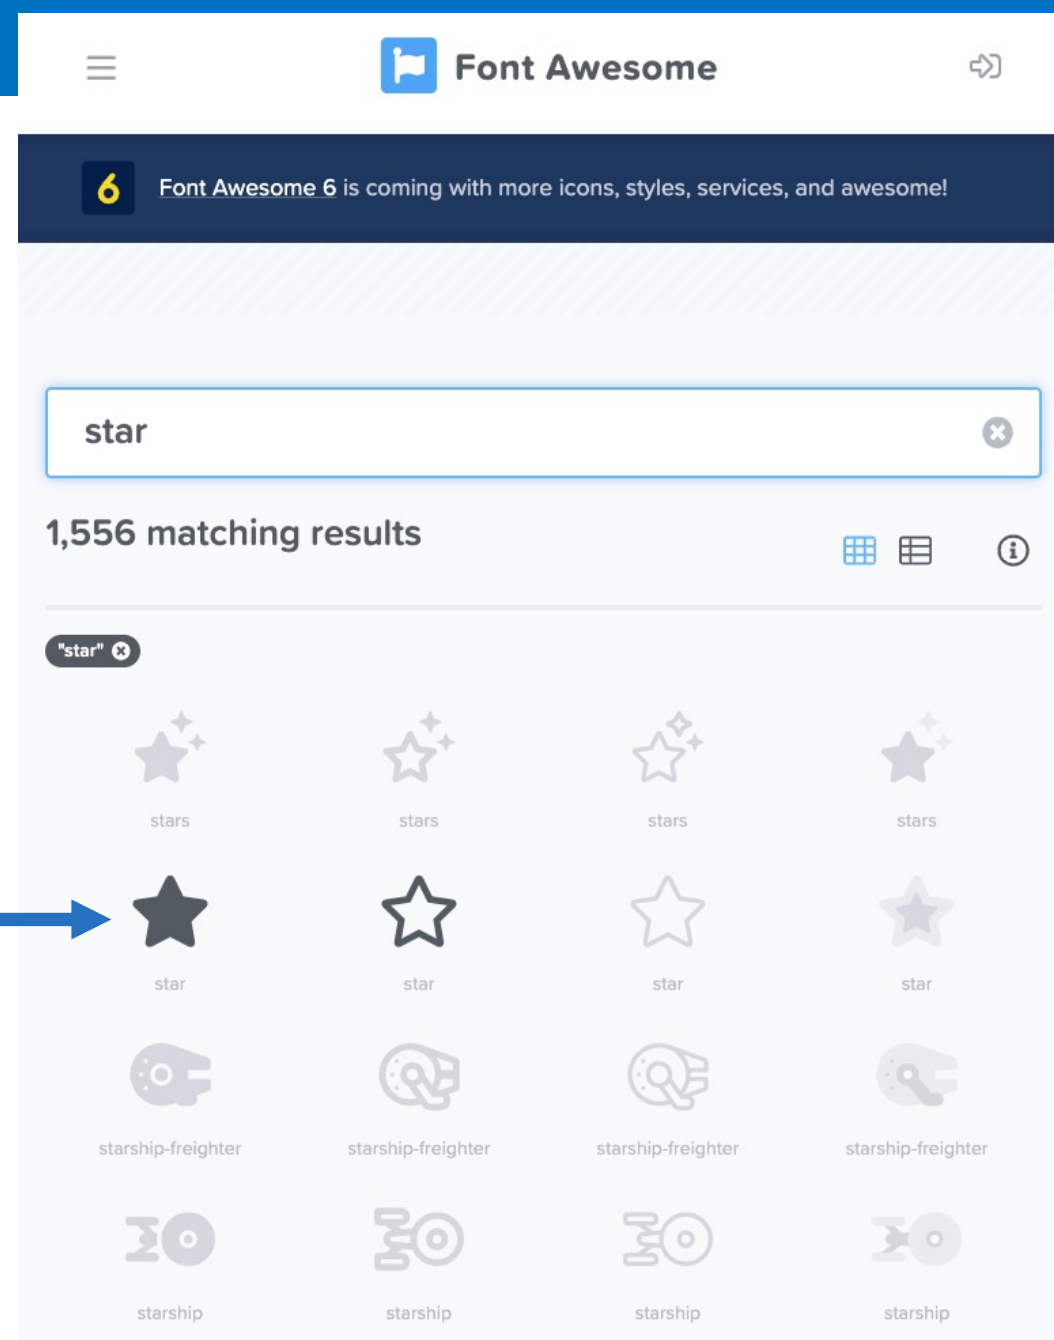 Font Awesome
6 Font Awesome 6 is coming with more icons, styles, services, and awesome!
star
1,556 matching results
"star"
stars stars stars stars
star star star star
starship-freighter starship-freighter starship-freighter starship-freighter
starship starship starship starship